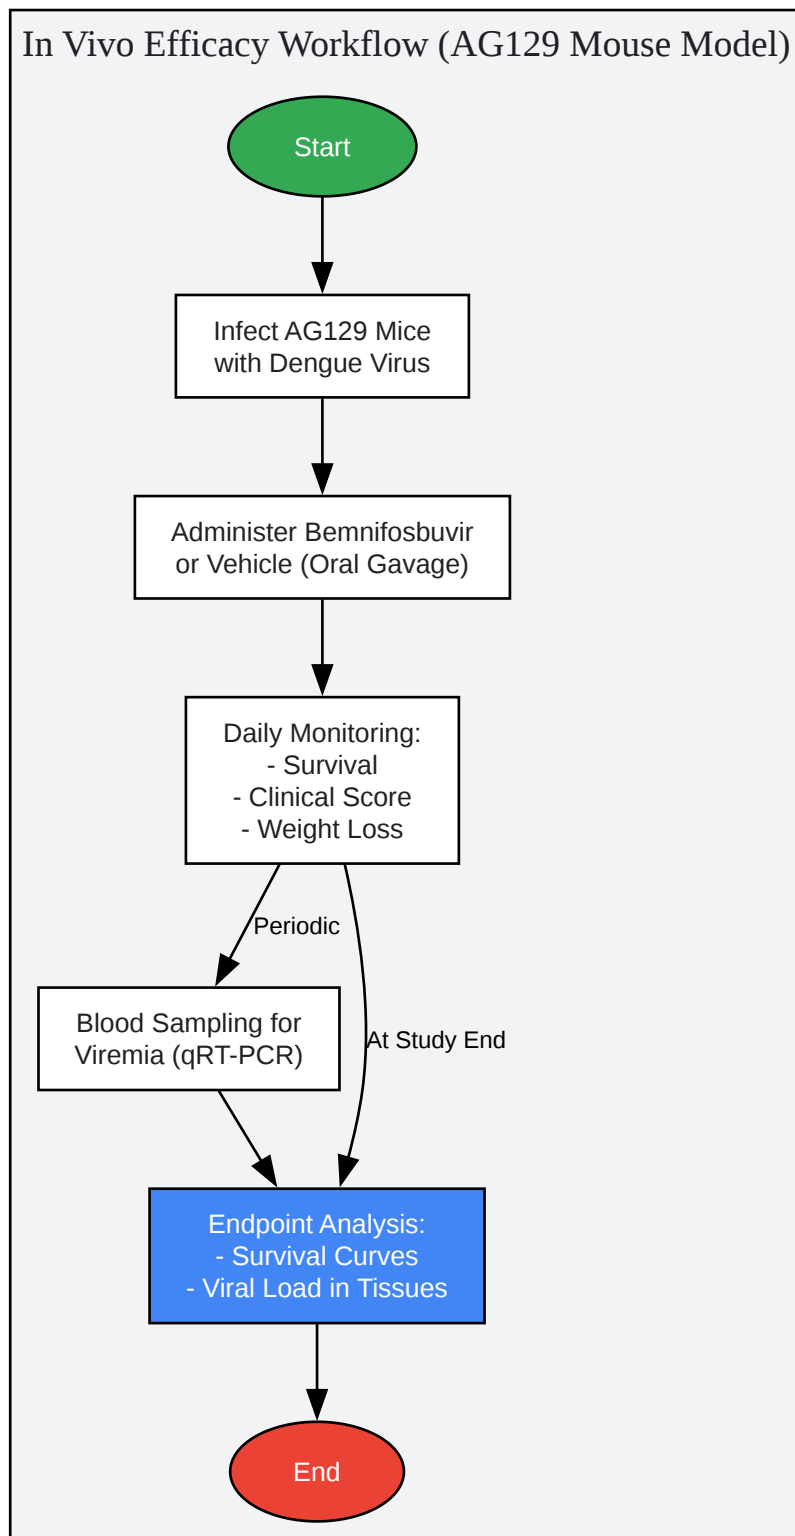 In Vivo Efficacy Workflow (AG129 Mouse Model)
Start
Infect AG129 Mice
with Dengue Virus
Administer Bemnifosbuvir
or Vehicle (Oral Gavage)
Daily Monitoring:
- Survival
- Clinical Score
- Weight Loss
Periodic
Blood Sampling for
Viremia (qRT-PCR)
At Study End
Endpoint Analysis:
- Survival Curves
- Viral Load in Tissues
End